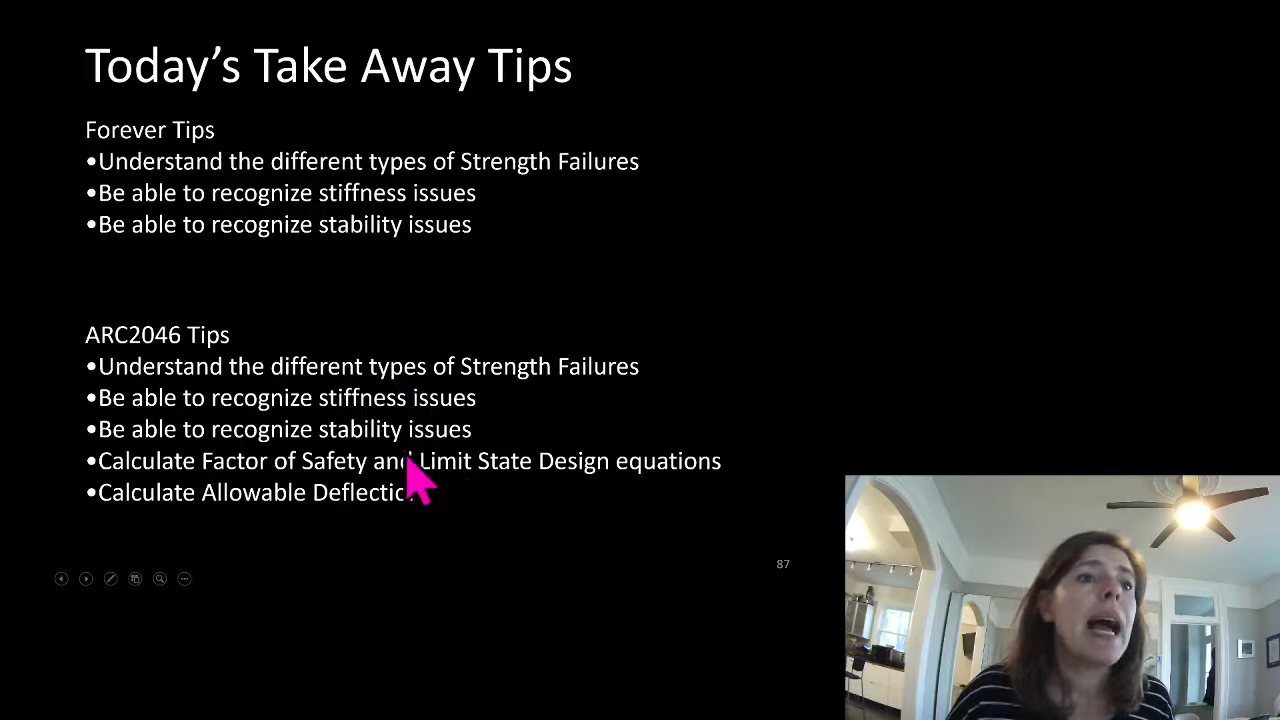 Today's Take Away Tips
Forever Tips
•Understand the different types of Strength Failures
•Be able to recognize stiffness issues
•Be able to recognize stability issues
ARC2046 Tips
•Understand the different types of Strength Failures
•Be able to recognize stiffness issues
•Be able to recognize stability issues
•Calculate Factor of Safety and Limit State Design equations
•Calculate Allowable Deflection
87